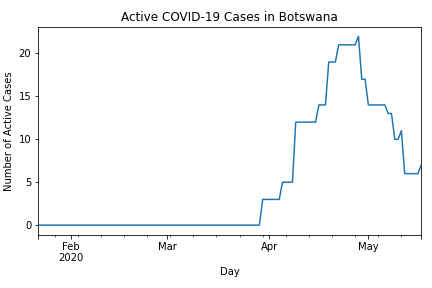 Active COVID-19 Cases in Botswana
Number of Active Cases
20
15
10
5
0
Feb
2020
Mar
Apr
May
Day